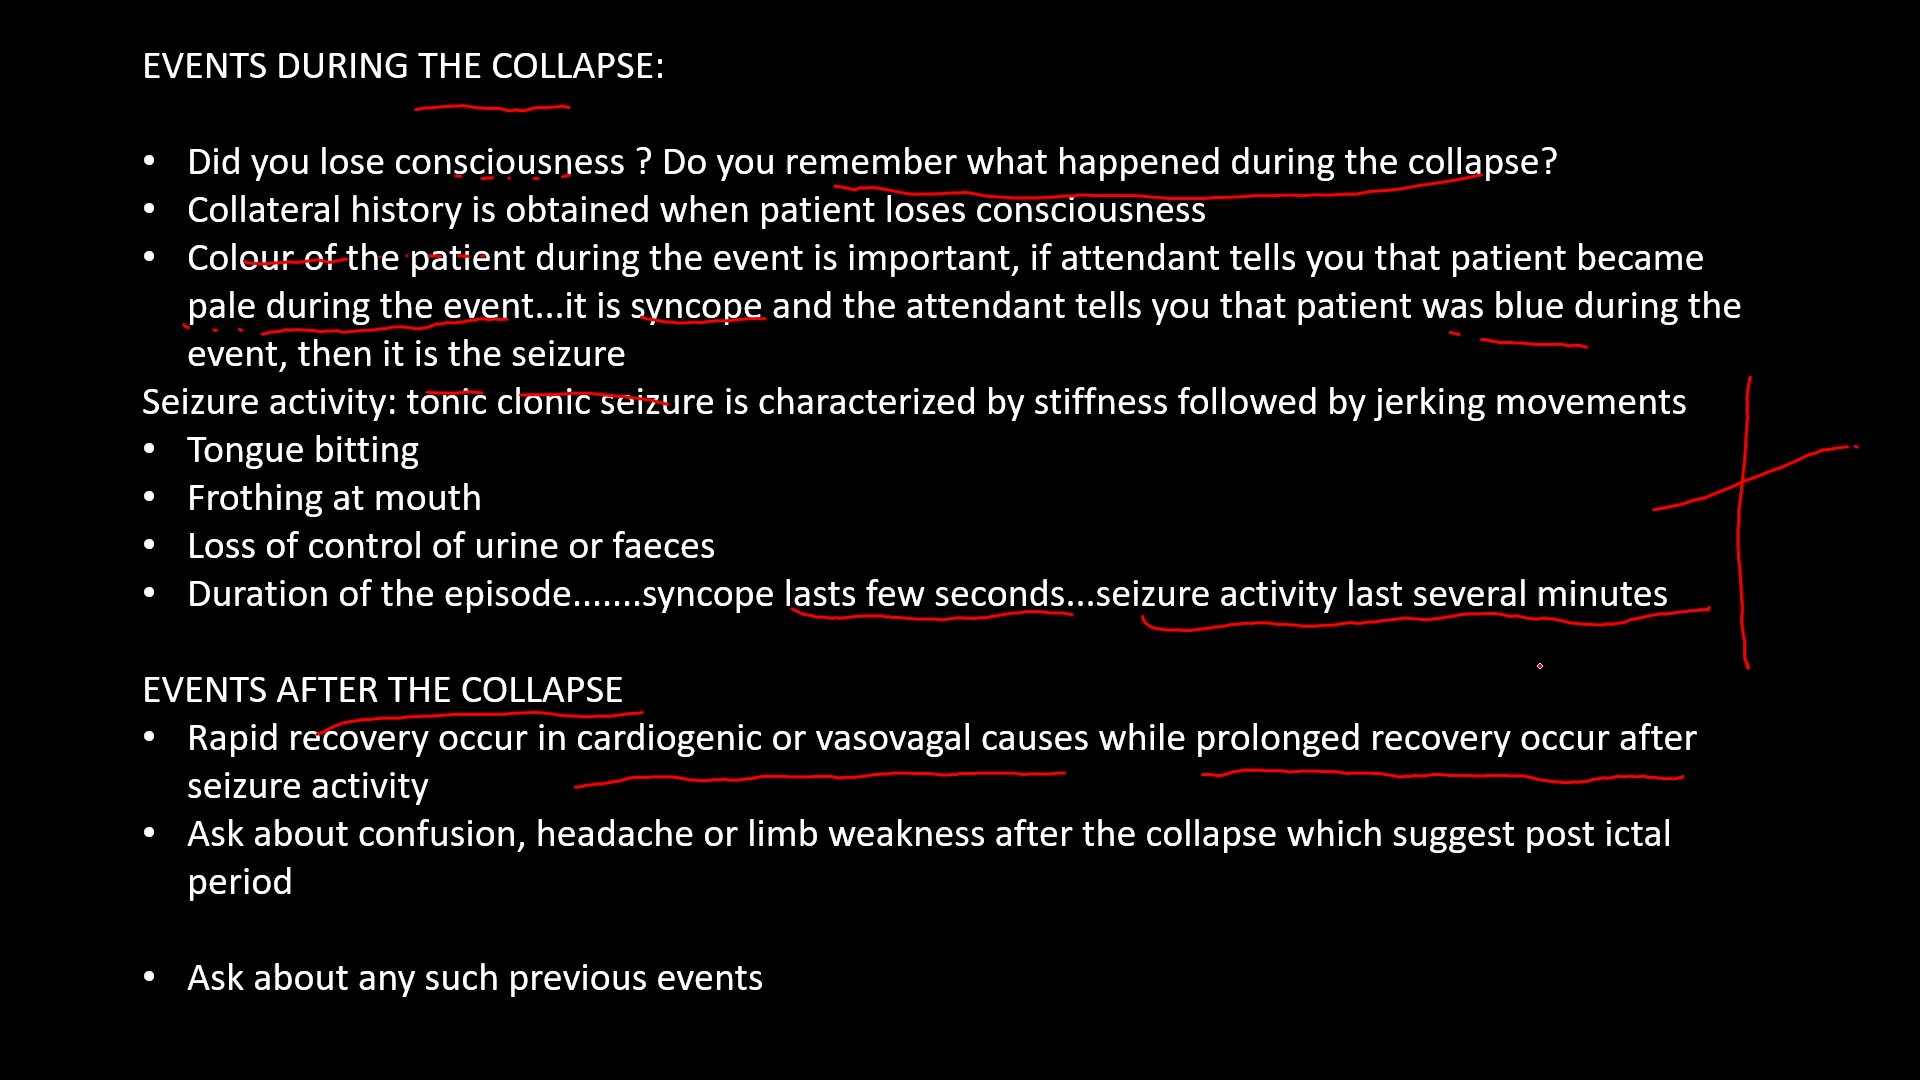 EVENTS DURING THE COLLAPSE:
• Did you lose consciousness ? Do you remember what happened during the collapse?
• Collateral history is obtained when patient loses consciousness
• Colour of the patient during the event is important, if attendant tells you that patient became
pale during the event...it is syncope and the attendant tells you that patient was blue during the
event, then it is the seizure
Seizure activity: tonic clonic seizure is characterized by stiffness followed by jerking movements
• Tongue bitting
• Frothing at mouth
• Loss of control of urine or faeces
• Duration of the episode.......syncope lasts few seconds...seizure activity last several minutes
EVENTS AFTER THE COLLAPSE
• Rapid recovery occur in cardiogenic or vasovagal causes while prolonged recovery occur after
seizure activity
• Ask about confusion, headache or limb weakness after the collapse which suggest post ictal
period
• Ask about any such previous events